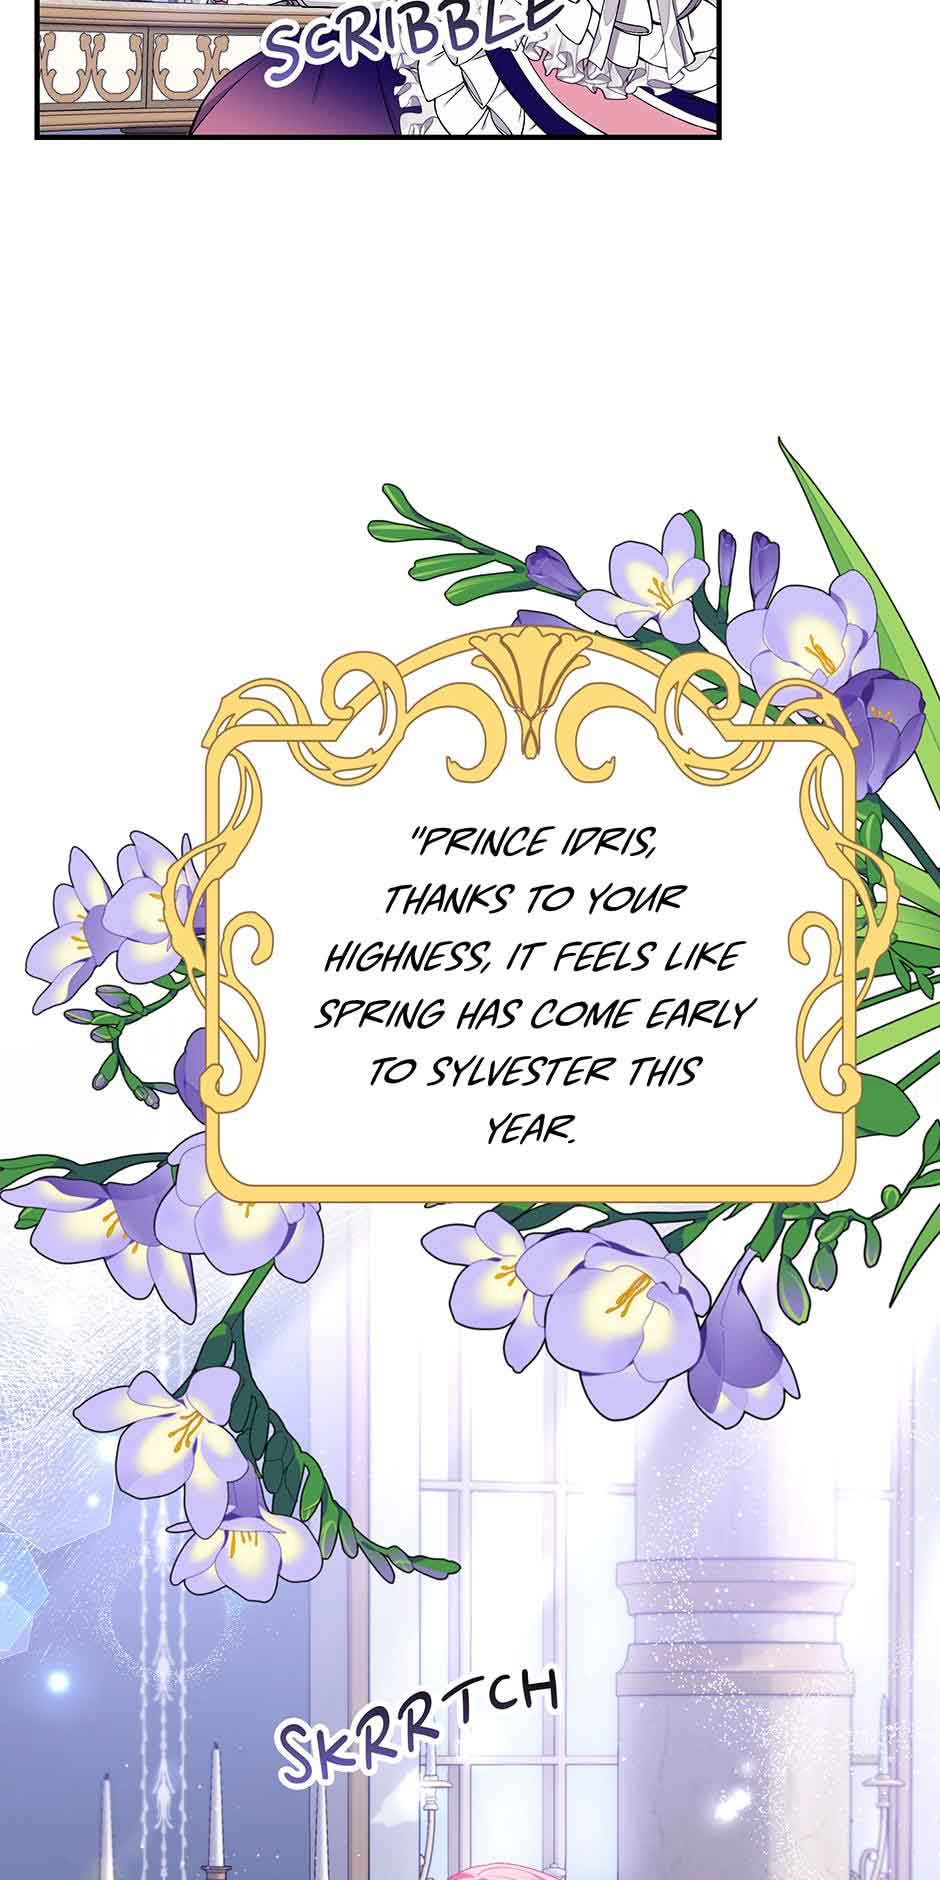 SCRIBBLE
"PRINCE IDRIS,
THANKS TO YOUR
HIGHNESS, IT FEELS LIKE
SPRING HAS COME EARLY
TO SYLVESTER THIS
YEAR.
SKRRTCH